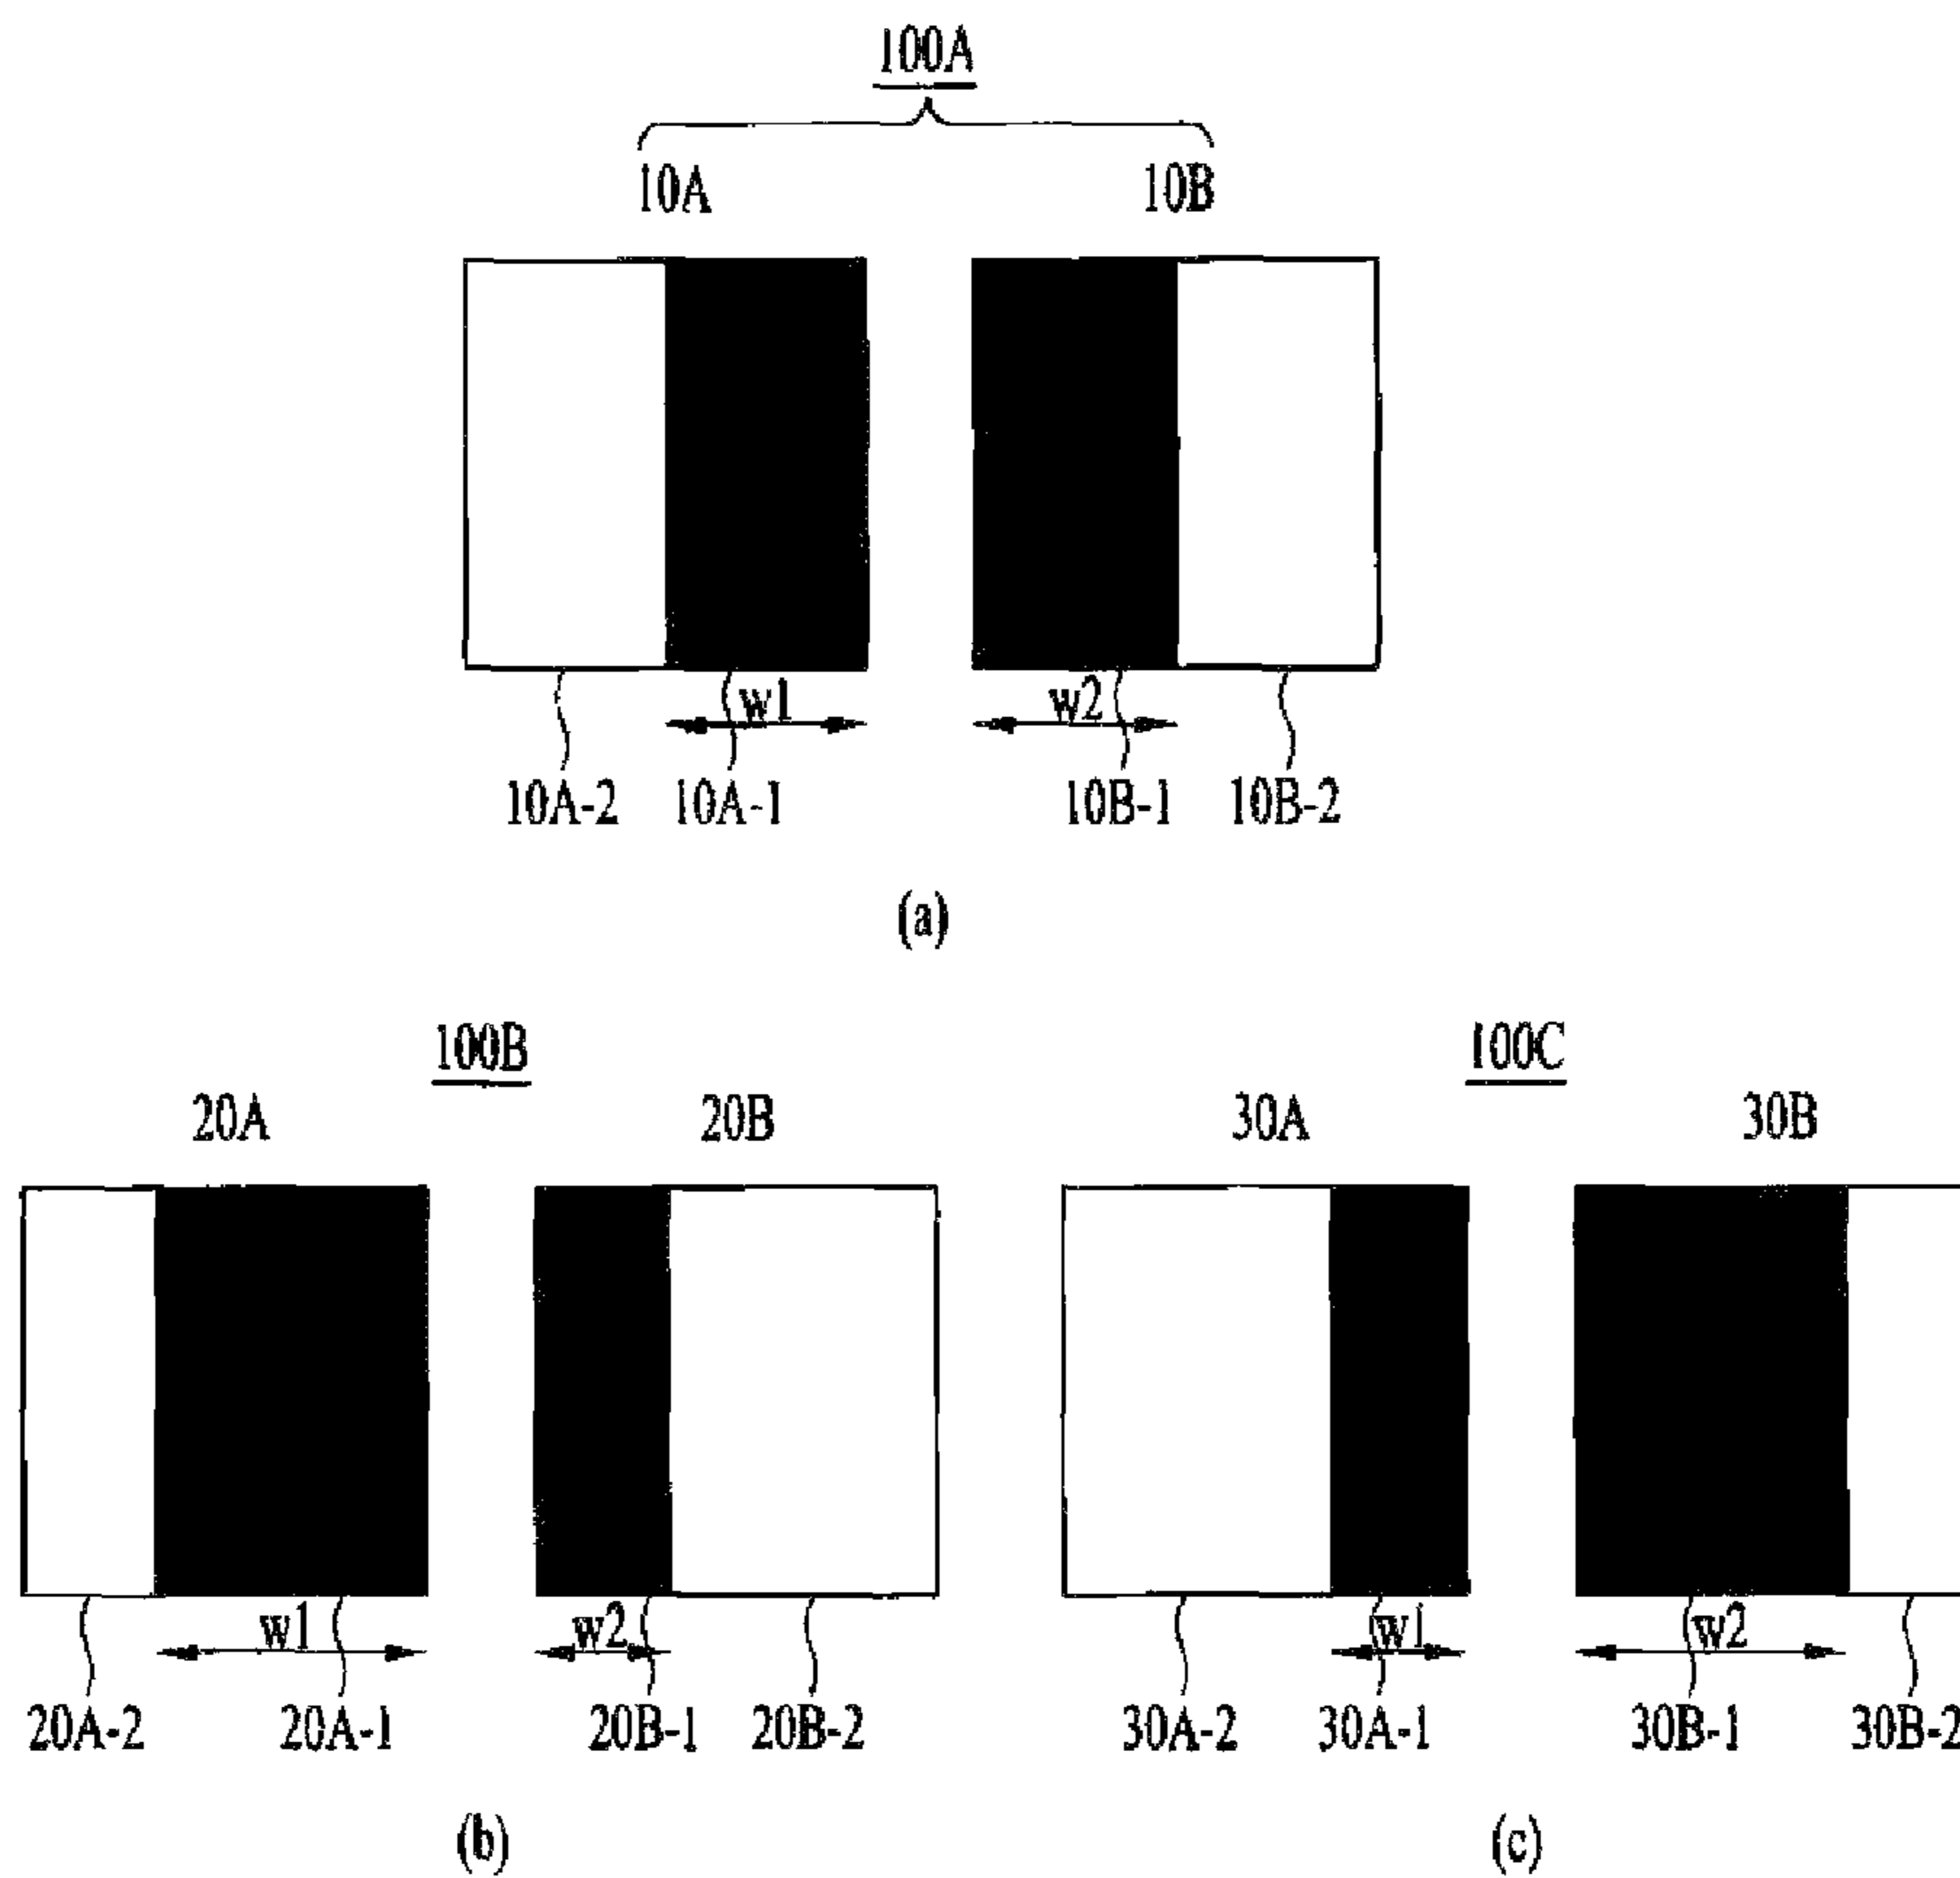 100A
10A 10B
w1 w2
10A-2 10A-1 10B-1 10B-2
(a)
100B 100C
20A 20B 30A 30B
w1 w2 w1 w2
20A-2 20A-1 20B-1 20B-2 30A-2 30A-1 30B-1 30B-2
(b) (c)